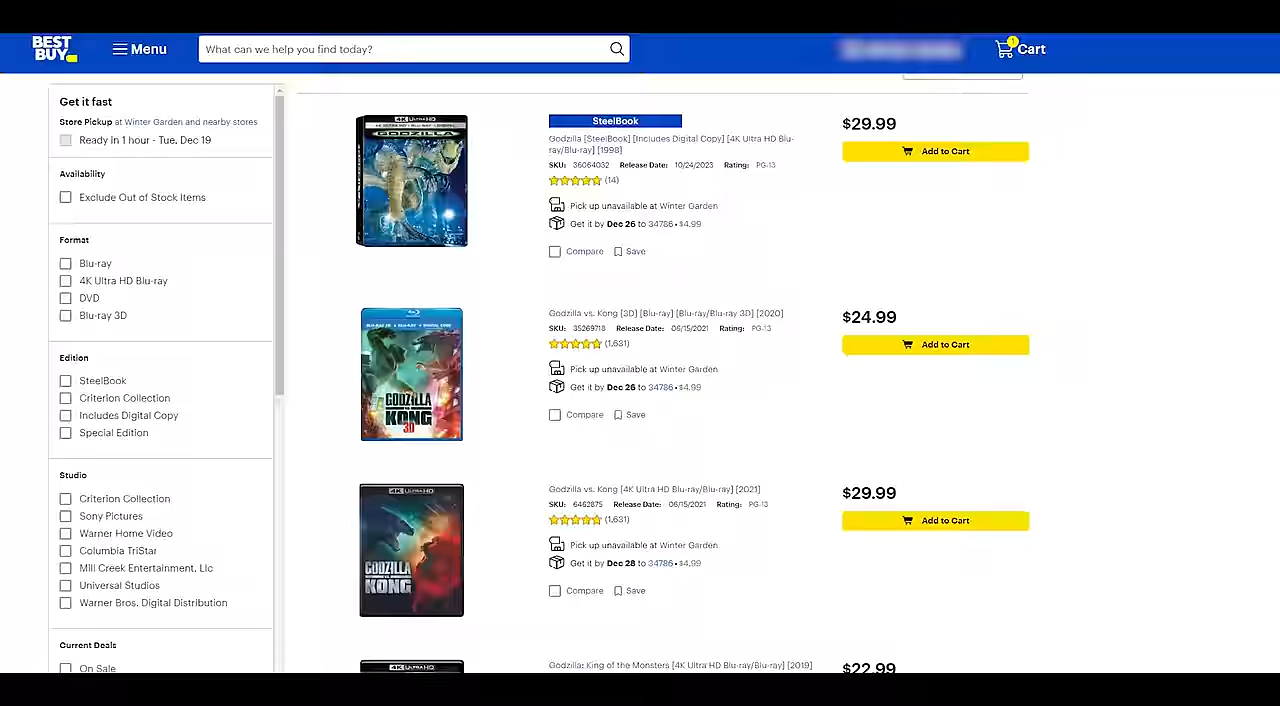 BEST
BUY
Menu
What can we help you find today?
1
Cart
Get it fast
Store Pickup at Winter Garden and nearby stores
Ready in 1 hour - Tue, Dec 19
Availability
Exclude Out of Stock Items
Format
Blu-ray
4K Ultra HD Blu-ray
DVD
Blu-ray 3D
Edition
SteelBook
Criterion Collection
Includes Digital Copy
Special Edition
Studio
Criterion Collection
Sony Pictures
Warner Home Video
Columbia TriStar
Mill Creek Entertainment, Llc
Universal Studios
Warner Bros. Digital Distribution
Current Deals
On Sale
4K ULTRA HD
GODZILLA
SteelBook
Godzilla [SteelBook] [Includes Digital Copy] [4K Ultra HD Blu-
ray/Blu-ray] [1998]
SKU: 36064032 Release Date: 10/24/2023 Rating: PG-13
(14)
Pick up unavailable at Winter Garden
Get it by Dec 26 to 34786 • $4.99
Compare Save
$29.99
Add to Cart
GODZILLA
KONG
3D
Godzilla vs. Kong [3D] [Blu-ray] [Blu-ray/Blu-ray 3D] [2020]
SKU: 35269718 Release Date: 06/15/2021 Rating: PG-13
(1,631)
Pick up unavailable at Winter Garden
Get it by Dec 26 to 34786 • $4.99
Compare Save
$24.99
Add to Cart
4K ULTRA HD
GODZILLA
KONG
Godzilla vs. Kong [4K Ultra HD Blu-ray/Blu-ray] [2021]
SKU: 6462875 Release Date: 06/15/2021 Rating: PG-13
(1,631)
Pick up unavailable at Winter Garden
Get it by Dec 28 to 34786 • $4.99
Compare Save
$29.99
Add to Cart
4K ULTRA HD
Godzilla: King of the Monsters [4K Ultra HD Blu-ray/Blu-ray] [2019]
$22.99